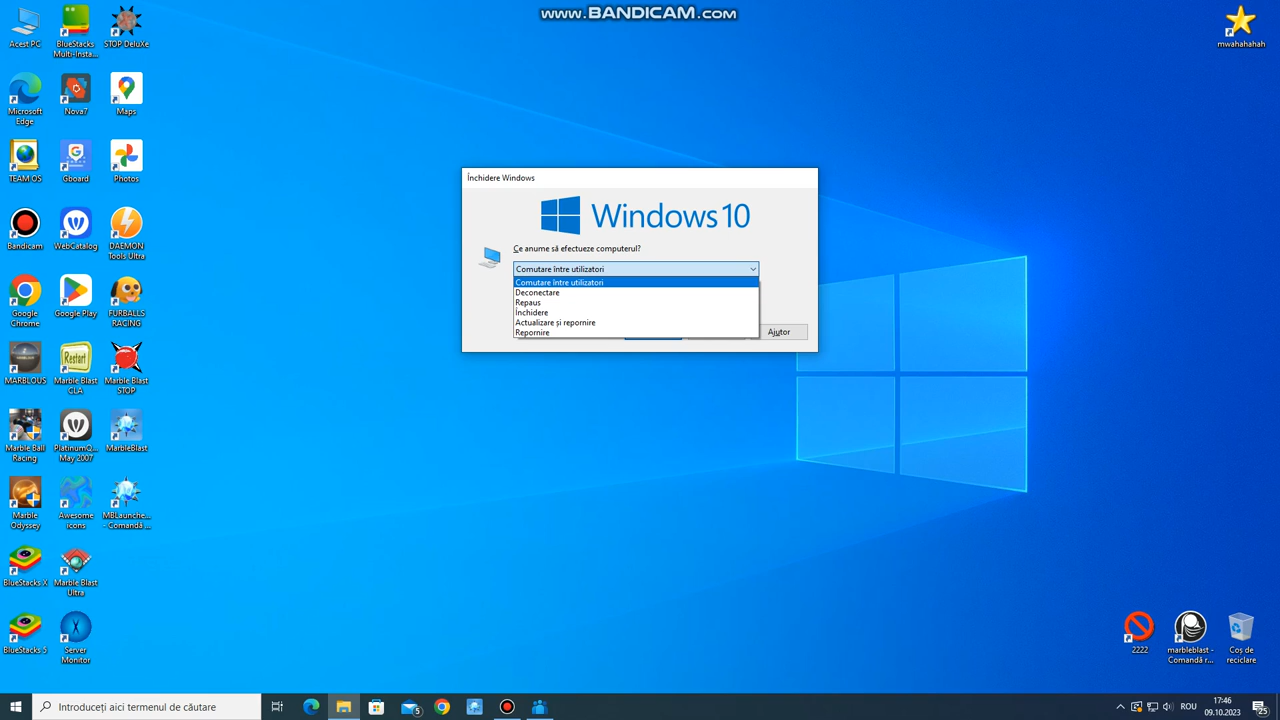 www.BANDICAM.com
Acest PC
BlueStacks
Multi-Insta...
STOP DeluXe
mwahahahah
Microsoft
Edge
Nova7
Maps
TEAM OS
Gboard
Photos
Bandicam
WebCatalog
DAEMON
Tools Ultra
Google
Chrome
Google Play
FURBALLS
RACING
MARBLOUS
Restart
Marble Blast
CLA
Marble Blast
STOP
Marble Ball
Racing
PlatinumQ...
May 2007
MarbleBlast
Marble
Odyssey
Awesome
icons
MBLaunche...
- Comandă ...
BlueStacks X
Marble Blast
Ultra
BlueStacks 5
Server
Monitor
Închidere Windows
Windows 10
Ce anume să efectueze computerul?
Comutare între utilizatori
Comutare între utilizatori
Deconectare
Repaus
Închidere
Actualizare și repornire
Repornire
Ajutor
2222
marbleblast -
Comandă r...
Coș de
reciclare
Introduceți aici termenul de căutare
5
ROU
17:46
09.10.2023
25